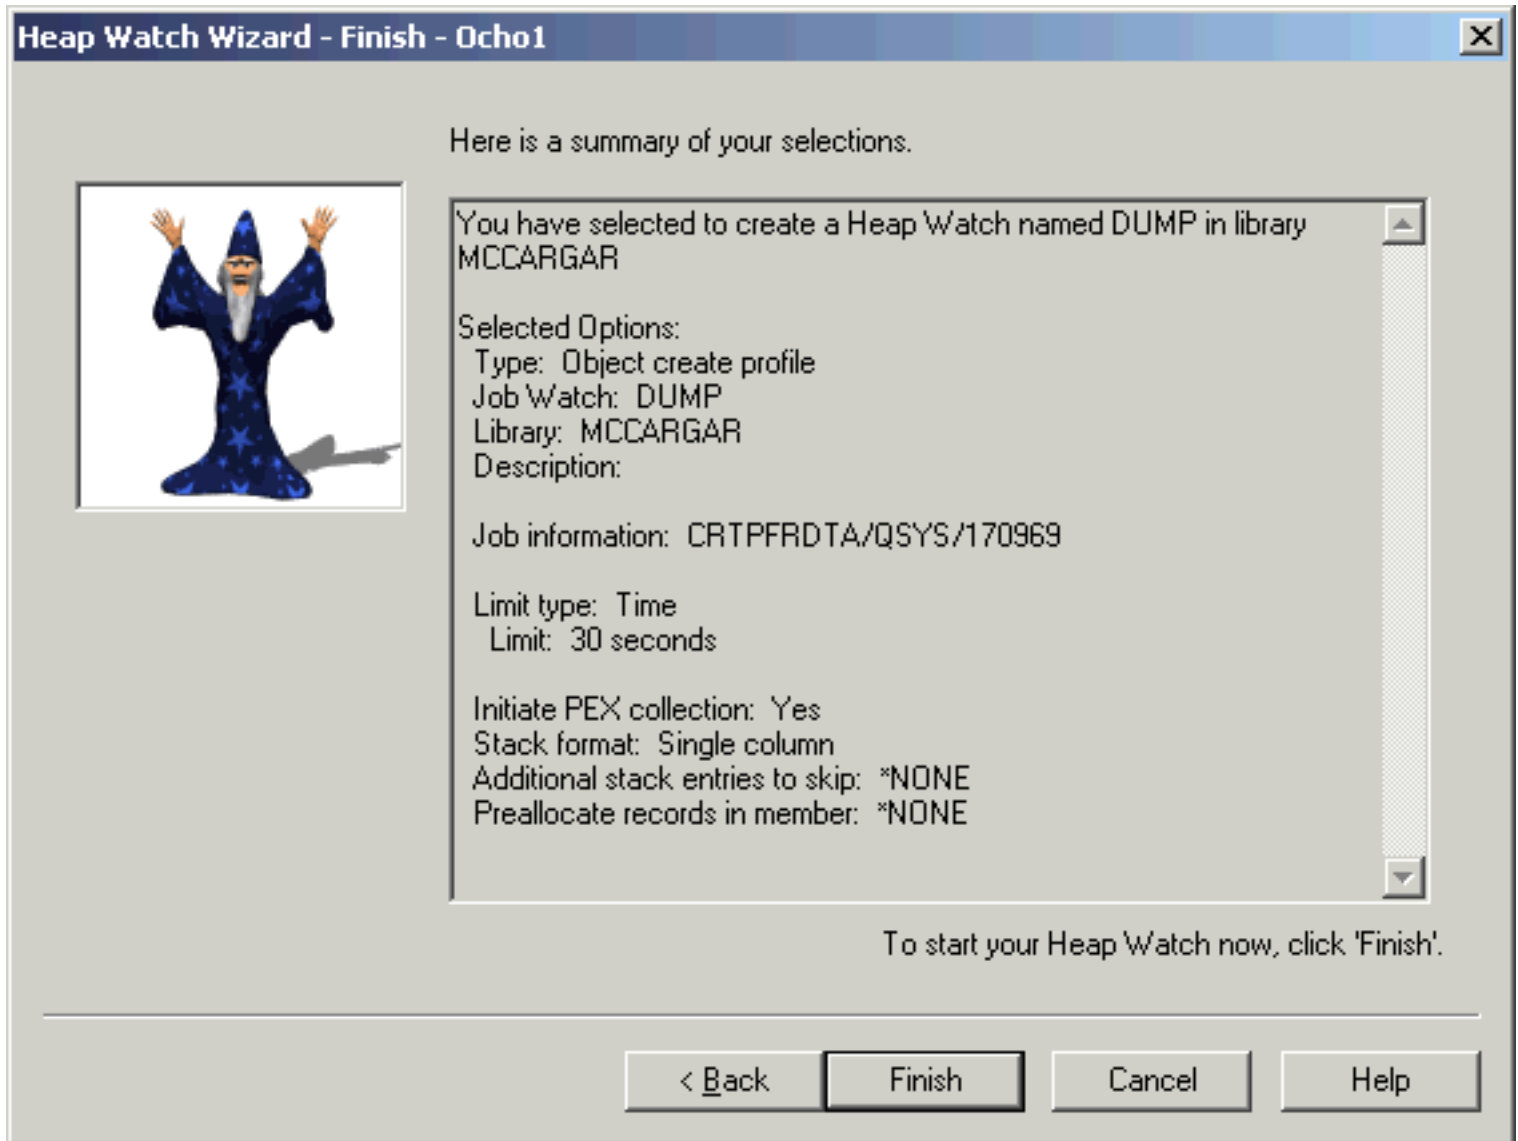 Heap Watch Wizard - Finish - Ocho1
Here is a summary of your selections.
You have selected to create a Heap Watch named DUMP in library
MCCARGAR
Selected Options:
Type: Object create profile
Job Watch: DUMP
Library: MCCARGAR
Description:
Job information: CRTPFRDTA/QSYS/170969
Limit type: Time
Limit: 30 seconds
Initiate PEX collection: Yes
Stack format: Single column
Additional stack entries to skip: *NONE
Preallocate records in member: *NONE
To start your Heap Watch now, click 'Finish'.
< Back Finish Cancel Help